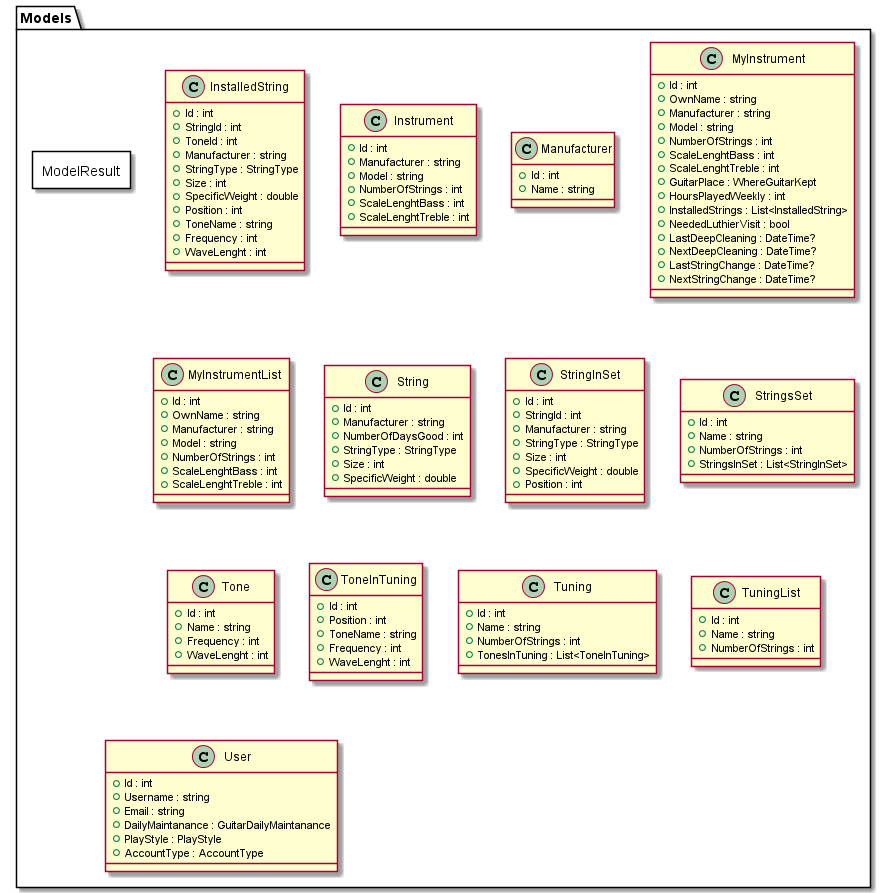 Models
ModelResult
C InstalledString
Id : int
StringId : int
ToneId : int
Manufacturer : string
StringType : StringType
Size : int
SpecificWeight : double
Position : int
ToneName : string
Frequency : int
WaveLenght : int
C Instrument
Id : int
Manufacturer : string
Model : string
NumberOfStrings : int
ScaleLenghtBass : int
ScaleLenghtTreble : int
C Manufacturer
Id : int
Name : string
C MyInstrument
Id : int
OwnName : string
Manufacturer : string
Model : string
NumberOfStrings : int
ScaleLenghtBass : int
ScaleLenghtTreble : int
GuitarPlace : WhereGuitarKept
HoursPlayedWeekly : int
InstalledStrings : List<InstalledString>
NeededLuthierVisit : bool
LastDeepCleaning : DateTime?
NextDeepCleaning : DateTime?
LastStringChange : DateTime?
NextStringChange : DateTime?
C MyInstrumentList
Id : int
OwnName : string
Manufacturer : string
Model : string
NumberOfStrings : int
ScaleLenghtBass : int
ScaleLenghtTreble : int
C String
Id : int
Manufacturer : string
NumberOfDaysGood : int
StringType : StringType
Size : int
SpecificWeight : double
C StringInSet
Id : int
StringId : int
Manufacturer : string
StringType : StringType
Size : int
SpecificWeight : double
Position : int
C StringsSet
Id : int
Name : string
NumberOfStrings : int
StringsInSet : List<StringInSet>
C Tone
Id : int
Name : string
Frequency : int
WaveLenght : int
C ToneInTuning
Id : int
Position : int
ToneName : string
Frequency : int
WaveLenght : int
C Tuning
Id : int
Name : string
NumberOfStrings : int
TonesInTuning : List<ToneInTuning>
C TuningList
Id : int
Name : string
NumberOfStrings : int
C User
Id : int
Username : string
Email : string
DailyMaintanance : GuitarDailyMaintanance
PlayStyle : PlayStyle
AccountType : AccountType